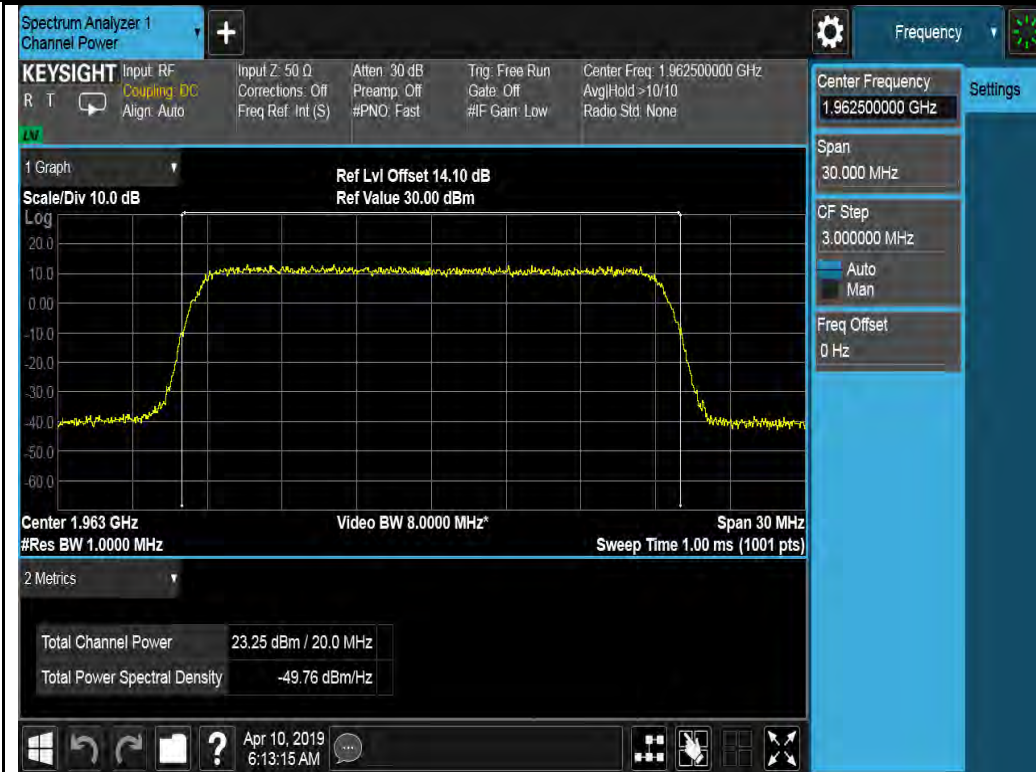 Spectrum Analyzer 1
Channel Power
+
Frequency
KEYSIGHT
R T
LNI
Input: RF
Coupling: DC
Align: Auto
Input Z: 50 Ω
Corrections: Off
Freq Ref: Int (S)
Atten: 30 dB
Preamp: Off
#PNO: Fast
Trig: Free Run
Gate: Off
#IF Gain: Low
Center Freq: 1.962500000 GHz
Avg|Hold >10/10
Radio Std: None
Center Frequency
1.962500000 GHz
Settings
Span
30.000 MHz
CF Step
3.000000 MHz
Auto
Man
Freq Offset
0 Hz
1 Graph
Scale/Div 10.0 dB
Ref Lvl Offset 14.10 dB
Ref Value 30.00 dBm
Log
20.0
10.0
0.00
-10.0
-20.0
-30.0
-40.0
-50.0
-60.0
Center 1.963 GHz
#Res BW 1.0000 MHz
Video BW 8.0000 MHz*
Span 30 MHz
Sweep Time 1.00 ms (1001 pts)
2 Metrics
Total Channel Power 23.25 dBm / 20.0 MHz
Total Power Spectral Density -49.76 dBm/Hz
?
Apr 10, 2019
6:13:15 AM